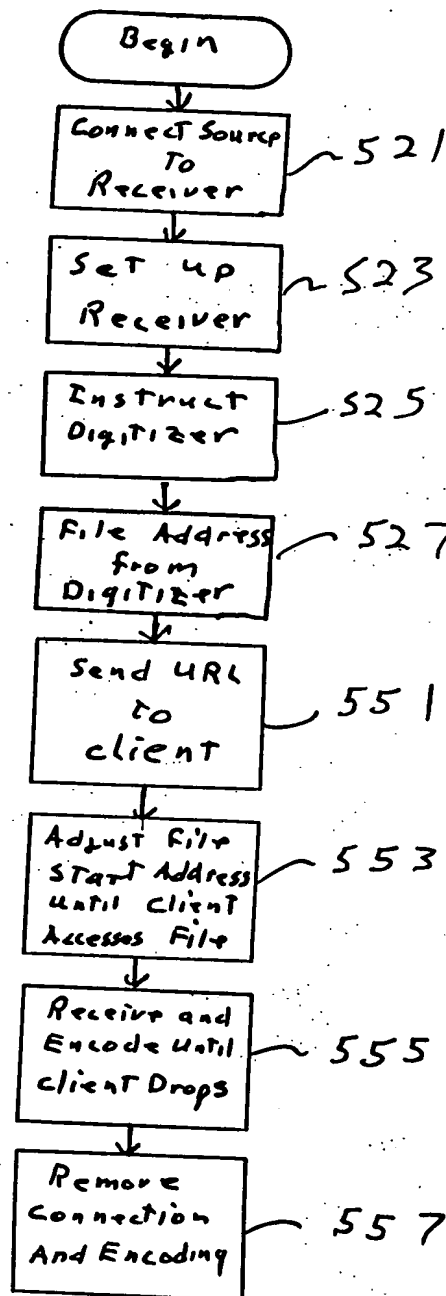 Begin
Connect Source
To
Receiver
521
Set up
Receiver
523
Instruct
Digitizer
525
File Address
from
Digitizer
527
Send URL
to
client
551
Adjust File
Start Address
until client
Accesses File
553
Receive and
Encode until
client Drops
555
Remove
connection
And Encoding
557